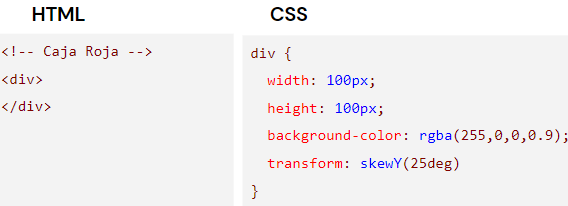 HTML
<!-- Caja Roja -->
<div>
</div>
CSS
div {
width: 100px;
height: 100px;
background-color: rgba(255,0,0,0.9);
transform: skewY(25deg)
}